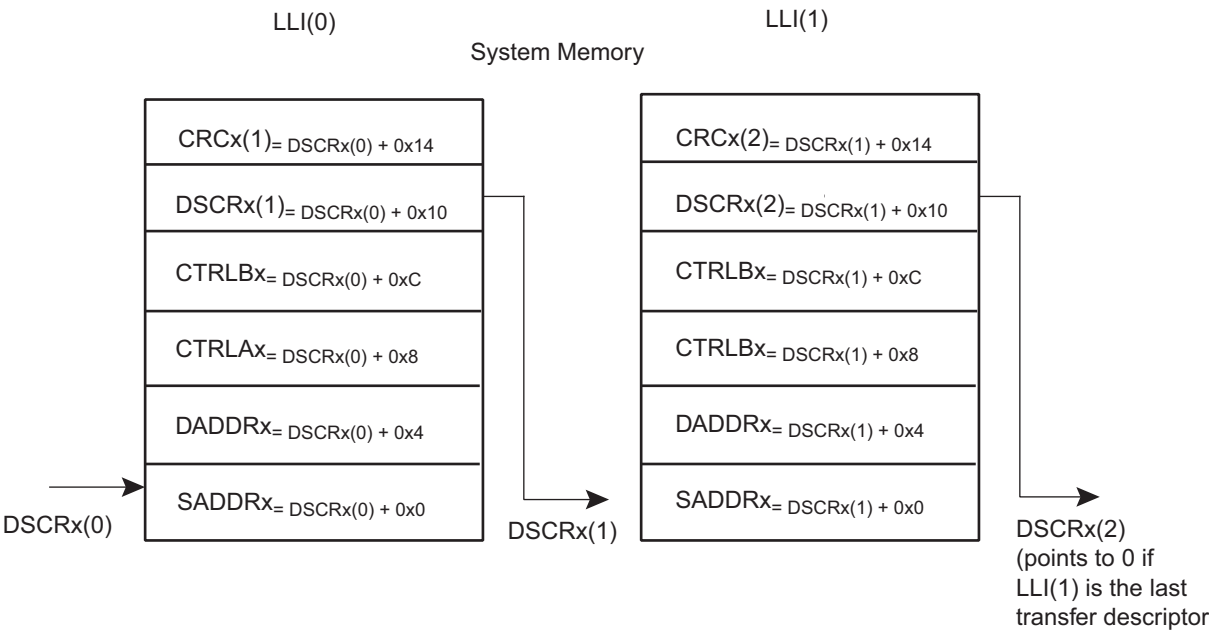 LLI(0)
LLI(1)
System Memory
CRCx(1)= DSCRx(0) + 0x14
DSCRx(1)= DSCRx(0) + 0x10
CTRLBx= DSCRx(0) + 0xC
CTRLAx= DSCRx(0) + 0x8
DADDRx= DSCRx(0) + 0x4
SADDRx= DSCRx(0) + 0x0
DSCRx(0)
CRCx(2)= DSCRx(1) + 0x14
DSCRx(2)= DSCRx(1) + 0x10
CTRLBx= DSCRx(1) + 0xC
CTRLBx= DSCRx(1) + 0x8
DADDRx= DSCRx(1) + 0x4
SADDRx= DSCRx(1) + 0x0
DSCRx(1)
DSCRx(2)
(points to 0 if
LLI(1) is the last
transfer descriptor